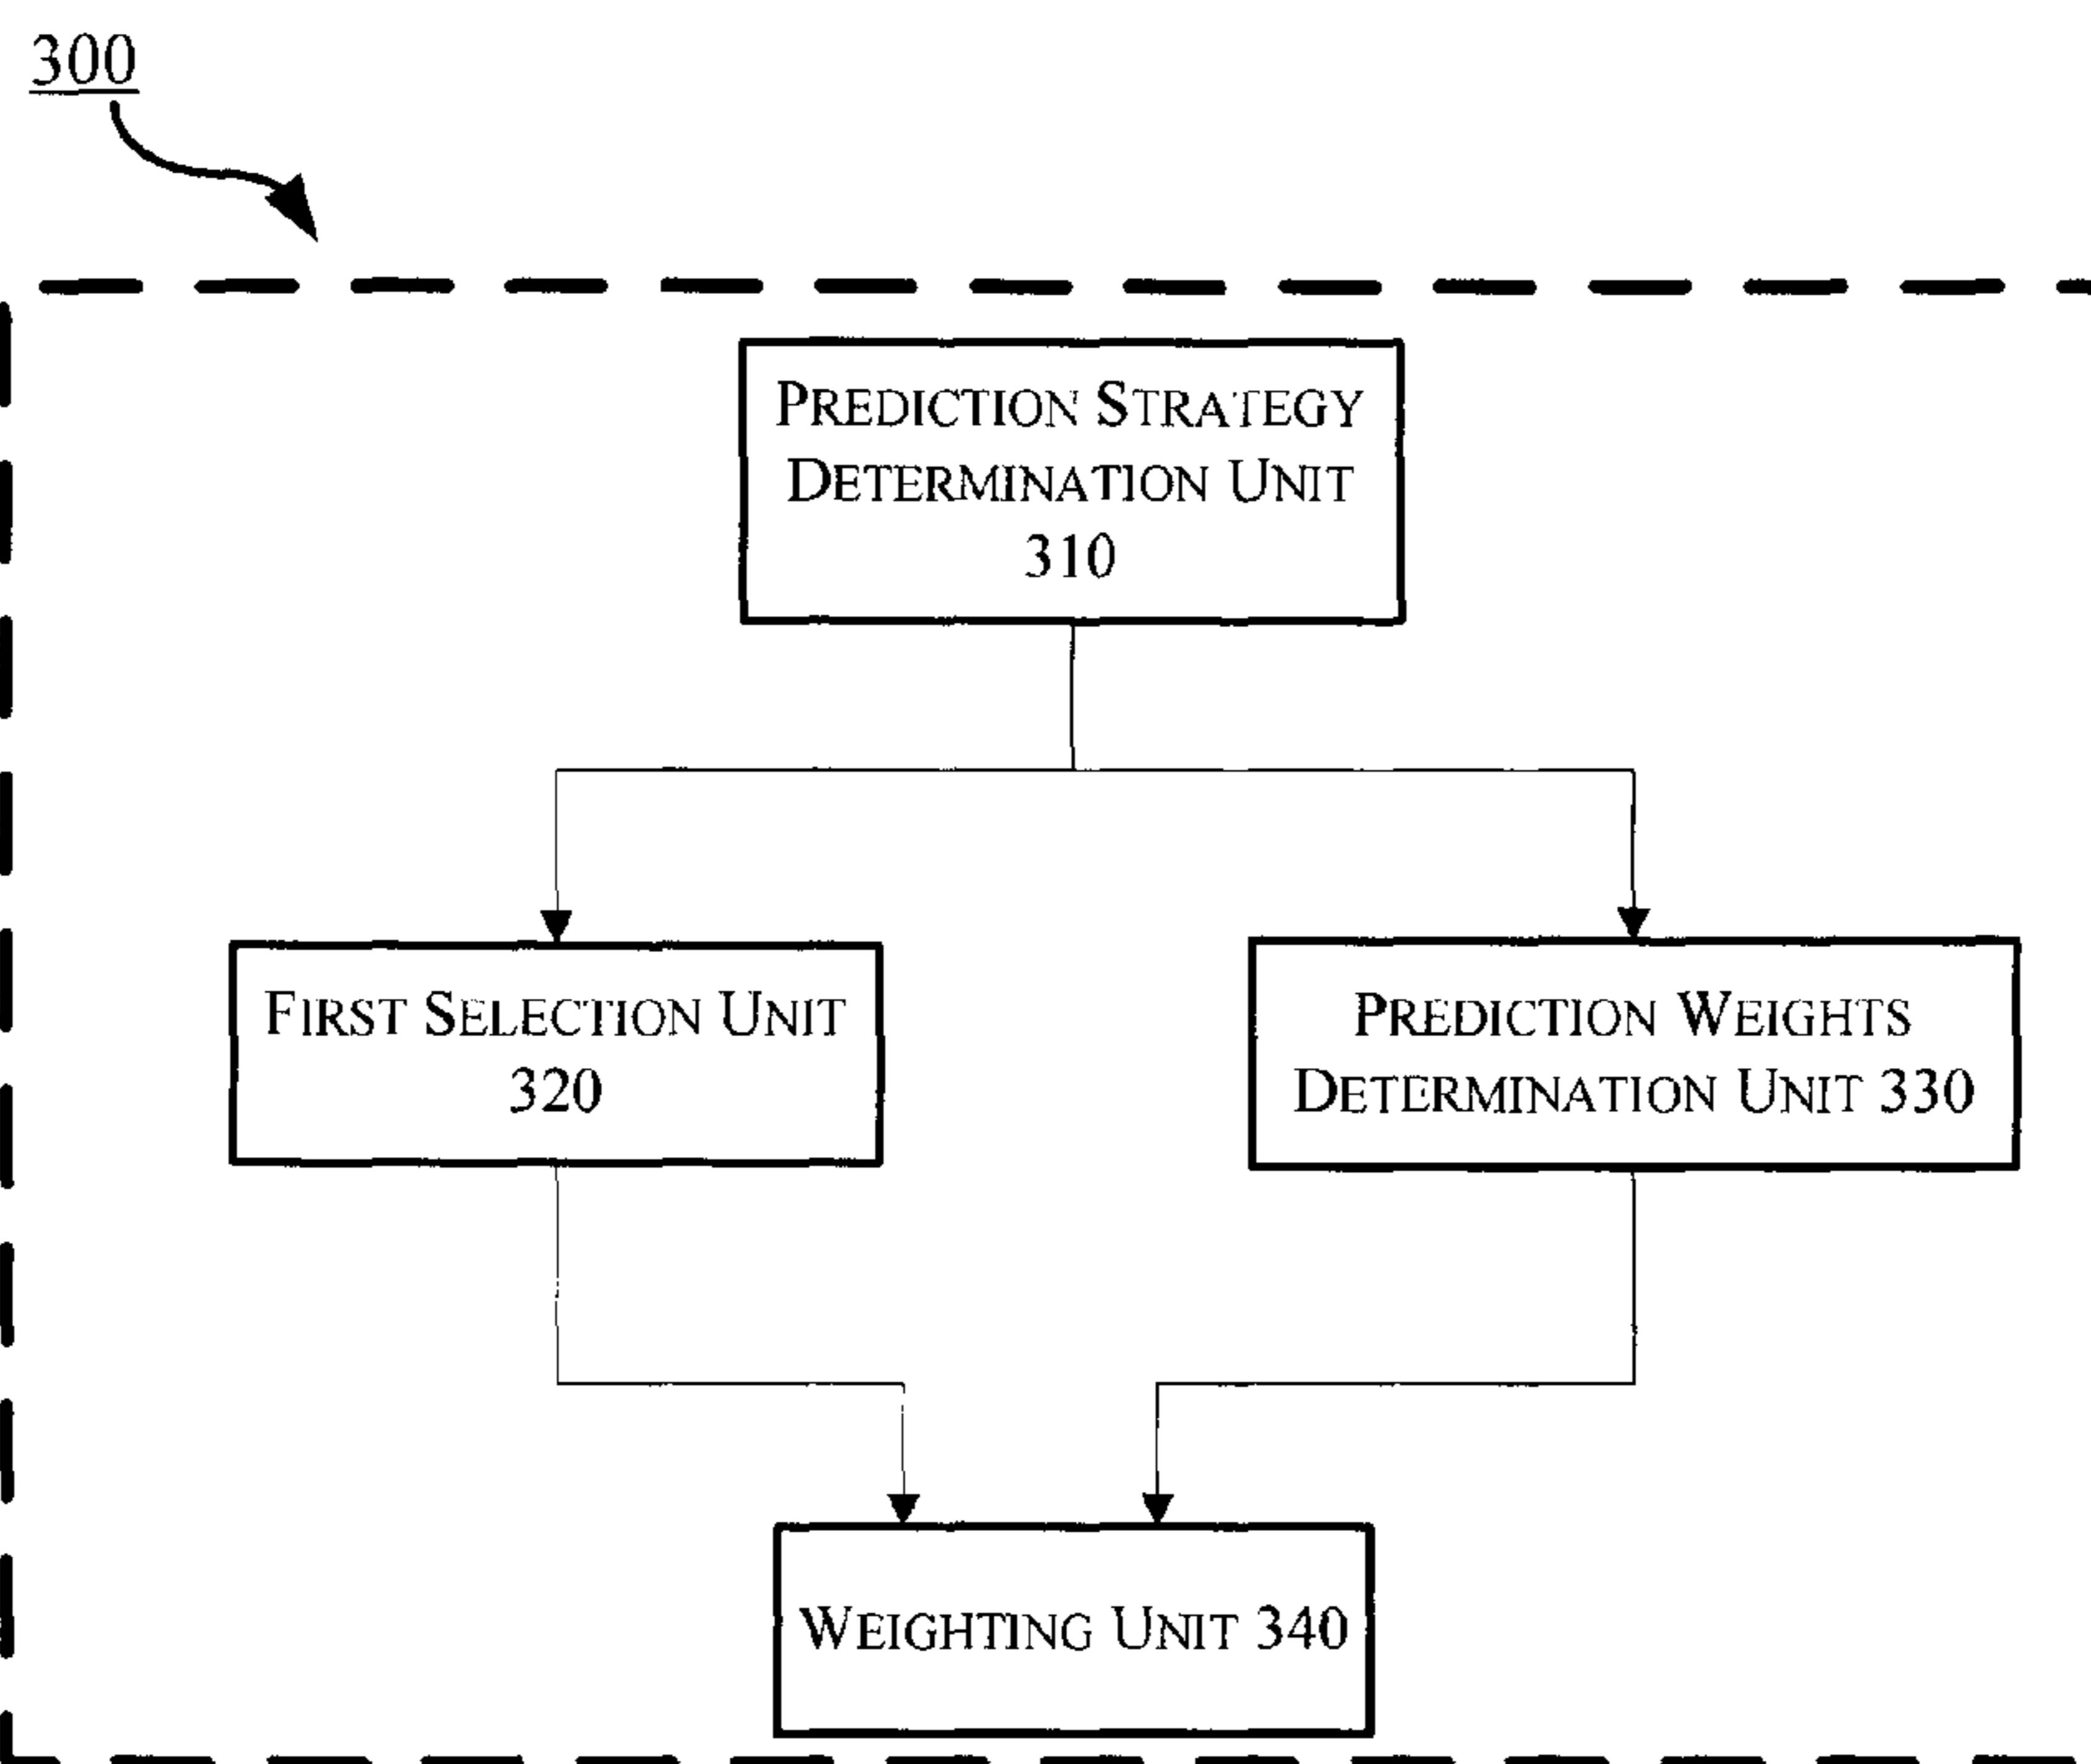 300
PREDICTION STRATEGY
DETERMINATION UNIT
310
FIRST SELECTION UNIT
320
PREDICTION WEIGHTS
DETERMINATION UNIT 330
WEIGHTING UNIT 340